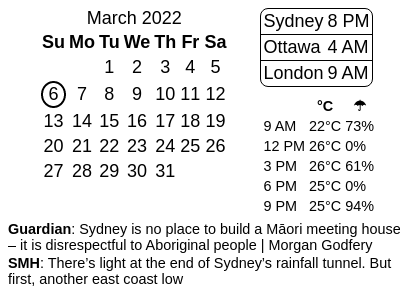 March 2022
Su Mo Tu We Th Fr Sa
1 2 3 4 5
6 7 8 9 10 11 12
13 14 15 16 17 18 19
20 21 22 23 24 25 26
27 28 29 30 31
Sydney 8 PM
Ottawa 4 AM
London 9 AM
°C ☂
9 AM 22°C 73%
12 PM 26°C 0%
3 PM 26°C 61%
6 PM 25°C 0%
9 PM 25°C 94%
Guardian: Sydney is no place to build a Māori meeting house
– it is disrespectful to Aboriginal people | Morgan Godfery
SMH: There’s light at the end of Sydney’s rainfall tunnel. But
first, another east coast low